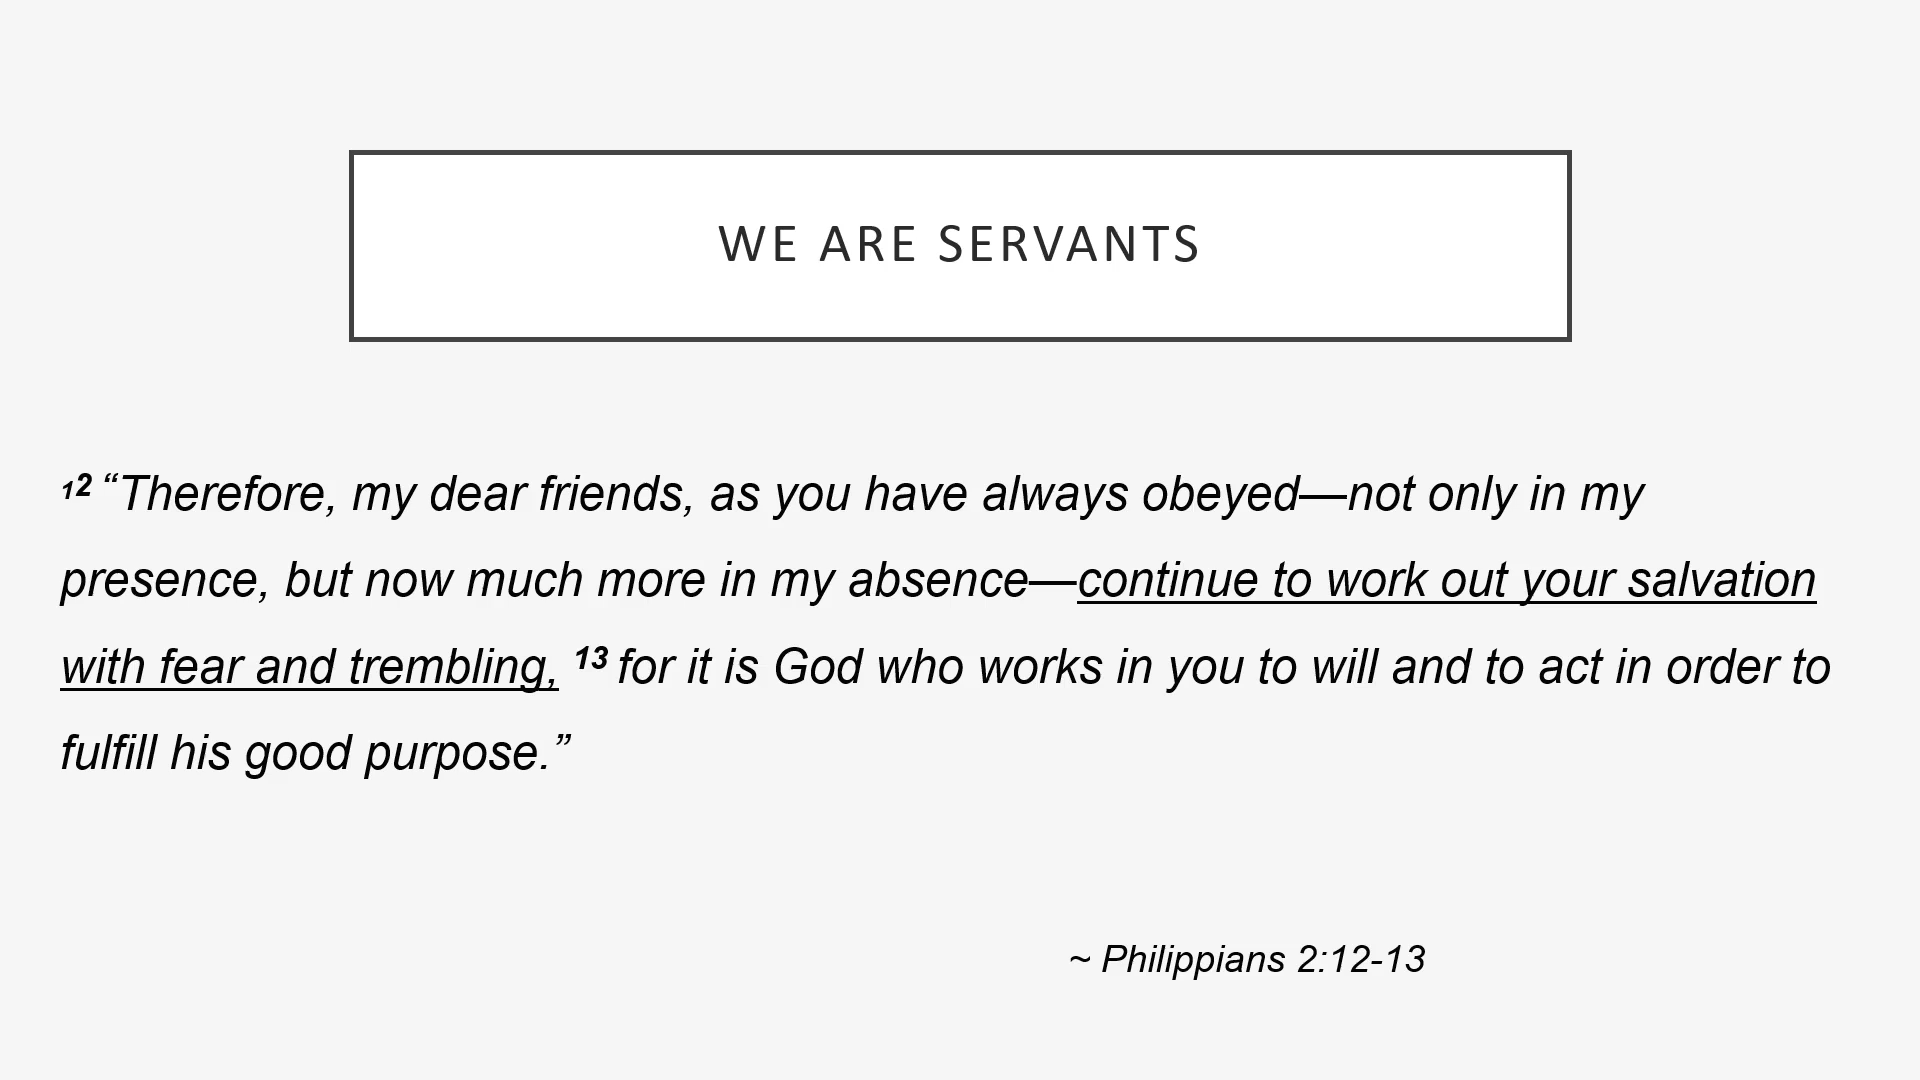 WE ARE SERVANTS
12 “Therefore, my dear friends, as you have always obeyed—not only in my
presence, but now much more in my absence—continue to work out your salvation
with fear and trembling, 13 for it is God who works in you to will and to act in order to
fulfill his good purpose.”
~ Philippians 2:12-13